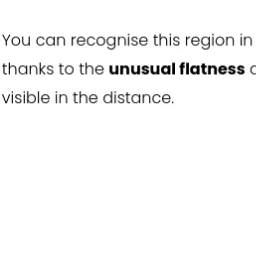 You can recognise this region in
thanks to the unusual flatness
visible in the distance.